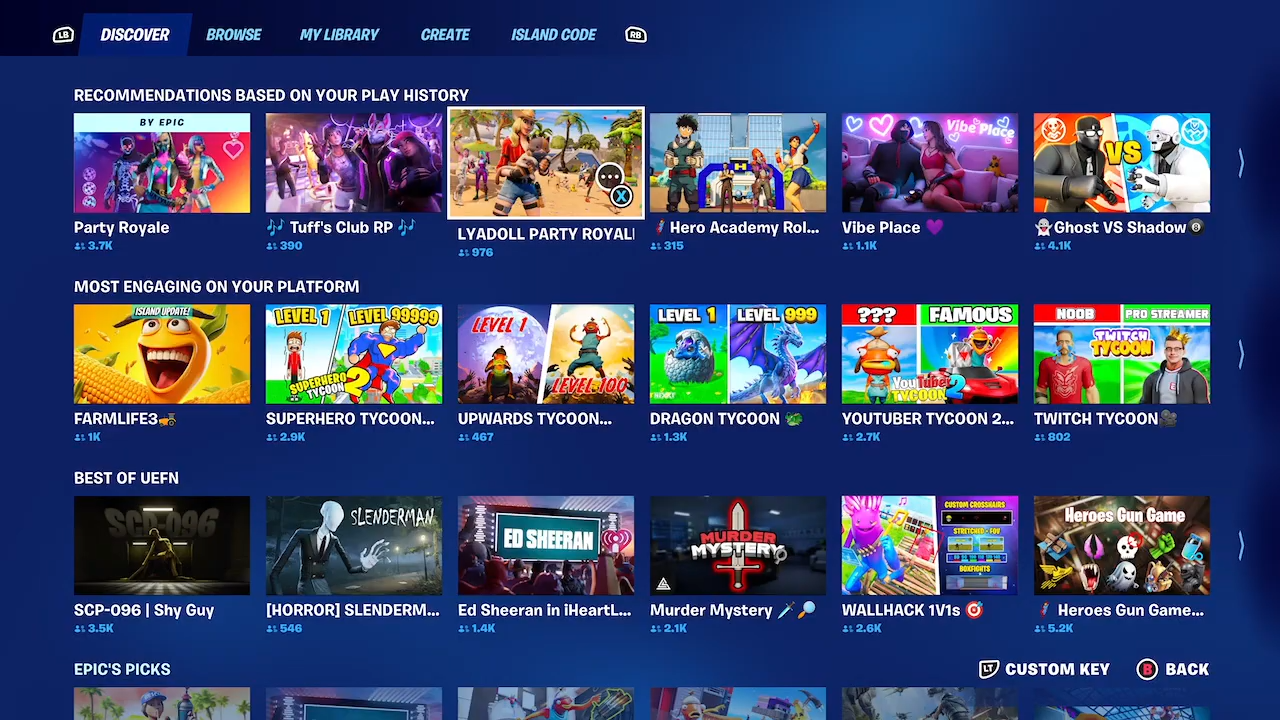 LB DISCOVER BROWSE MY LIBRARY CREATE ISLAND CODE RB
RECOMMENDATIONS BASED ON YOUR PLAY HISTORY
BY EPIC
Vibe Place
VS
X
Party Royale
🎶 Tuff's Club RP 🎶
LYADOLL PARTY ROYAL
Hero Academy Rol...
Vibe Place 💜
👻Ghost VS Shadow🎱
3.7K
390
976
315
1.1K
4.1K
MOST ENGAGING ON YOUR PLATFORM
ISLAND UPDATE!
LEVEL 1 LEVEL 99999
SUPERHERO TYCOON 2
LEVEL 1
LEVEL 100
LEVEL 1 LEVEL 999
??? FAMOUS
YouTuber TYCOON 2
NOOB PRO STREAMER
TWITCH TYCOON
FARMLIFE3🚜
SUPERHERO TYCOON...
UPWARDS TYCOON...
DRAGON TYCOON 🐲
YOUTUBER TYCOON 2...
TWITCH TYCOON🎥
1K
2.9K
467
1.3K
2.7K
802
BEST OF UEFN
SCP-096
SLENDERMAN
ED SHEERAN
MURDER MYSTERY
CUSTOM CROSSHAIRS
STRETCHED - FOV
BOXFIGHTS
Heroes Gun Game
SCP-096 | Shy Guy
[HORROR] SLENDERM...
Ed Sheeran in iHeartL...
Murder Mystery 🗡️🔎
WALLHACK 1V1s 🎯
Heroes Gun Game...
3.5K
546
1.4K
2.1K
2.6K
5.2K
EPIC'S PICKS
LT CUSTOM KEY B BACK